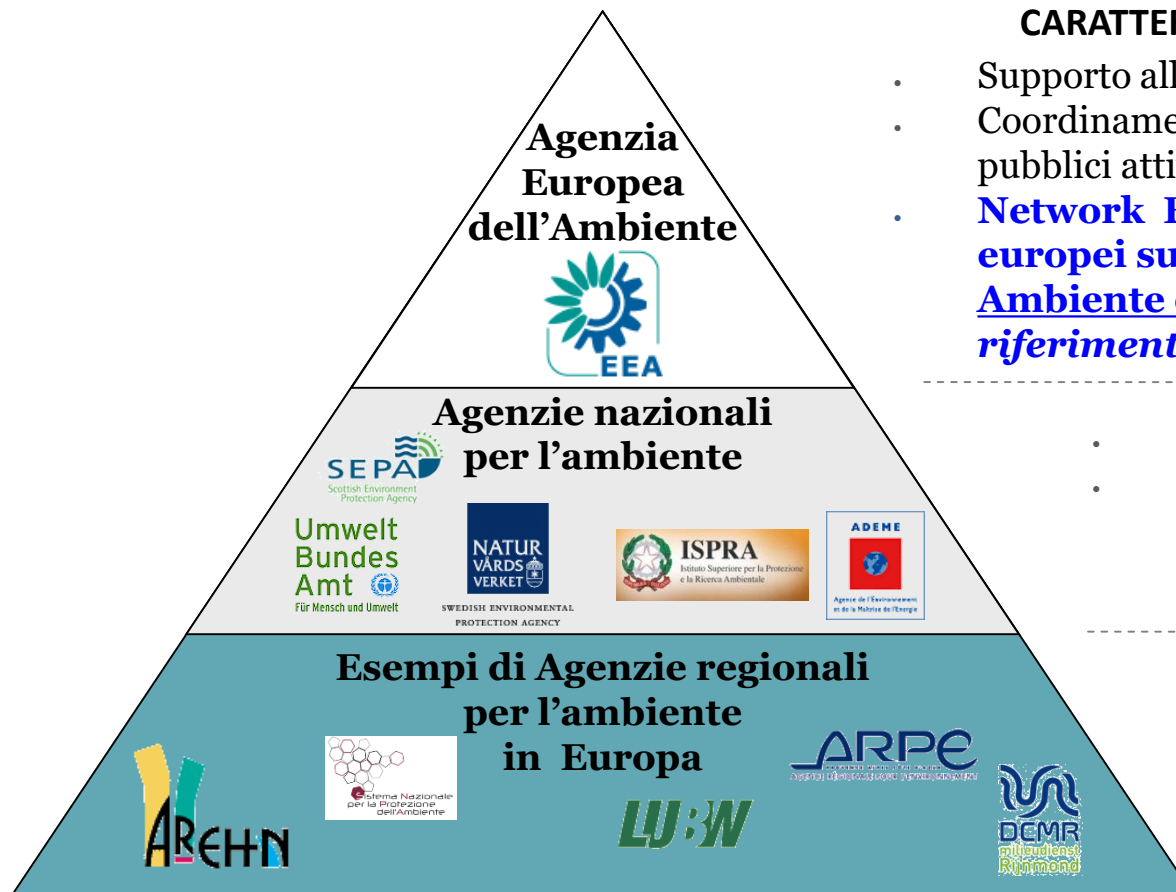 Agenzia
Europea
dell'Ambiente
EEA
Agenzie nazionali
per l'ambiente
SEPA
Scottish Environment
Protection Agency
Umwelt
Bundes
Amt
Für Mensch und Umwelt
NATUR
VÅRDS
VERKET
SWEDISH ENVIRONMENTAL
PROTECTION AGENCY
ISPRA
Istituto Superiore per la Protezione
e la Ricerca Ambientale
ADEME
Agence de l'Environnement
et de la Maîtrise de l'Energie
Esempi di Agenzie regionali
per l'ambiente
in Europa
AREHN
Sistema Nazionale
per la Protezione
dell'Ambiente
LUBW
ARPE
AGENCE RÉGIONALE POUR L'ENVIRONNEMENT
DCMR
milieudienst
Rijnmond
CARATTE
• Supporto all
• Coordiname
pubblici atti
• Network E
europei su
Ambiente
riferiment
•
•